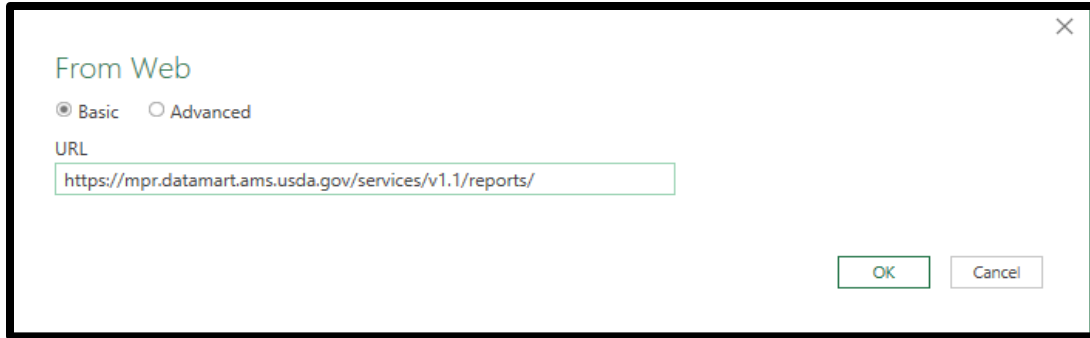 From Web
Basic Advanced
URL
https://mpr.datamart.ams.usda.gov/services/v1.1/reports/
OK Cancel